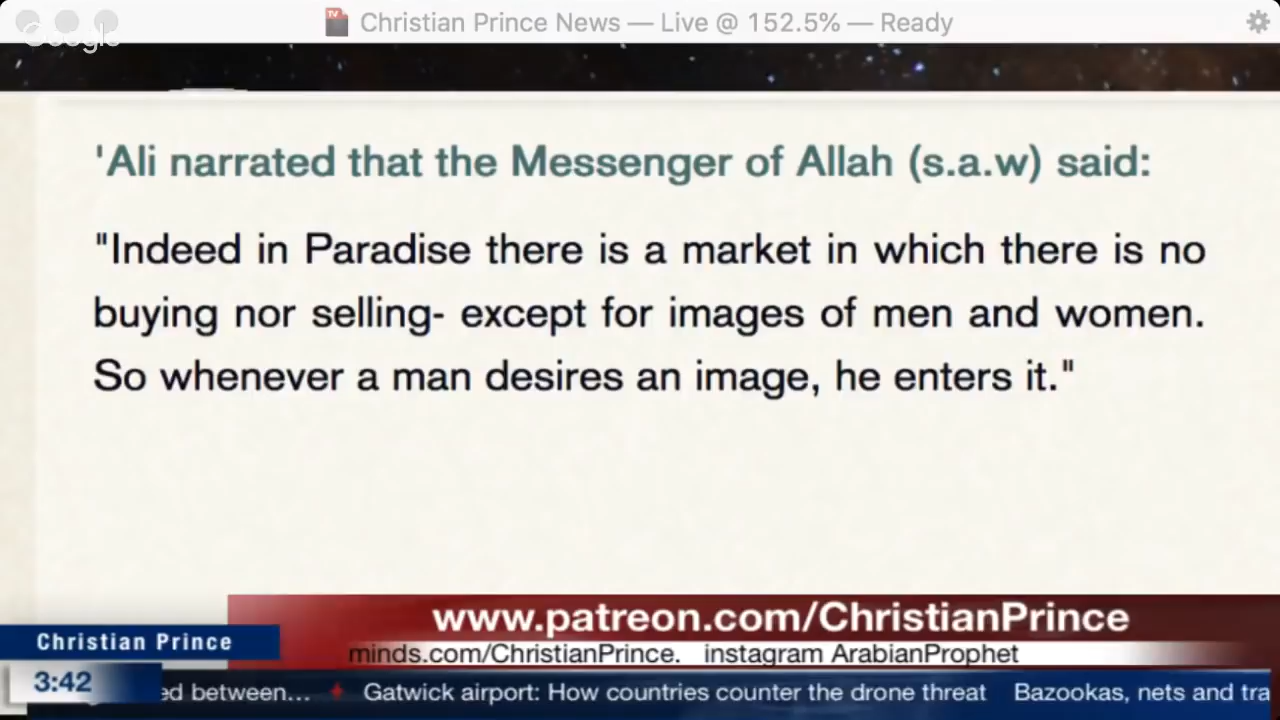 Christian Prince News — Live @ 152.5% — Ready
Google
'Ali narrated that the Messenger of Allah (s.a.w) said:
"Indeed in Paradise there is a market in which there is no
buying nor selling- except for images of men and women.
So whenever a man desires an image, he enters it."
www.patreon.com/ChristianPrince
Christian Prince
minds.com/ChristianPrince. instagram ArabianProphet
3:42
ed between... Gatwick airport: How countries counter the drone threat Bazookas, nets and tra